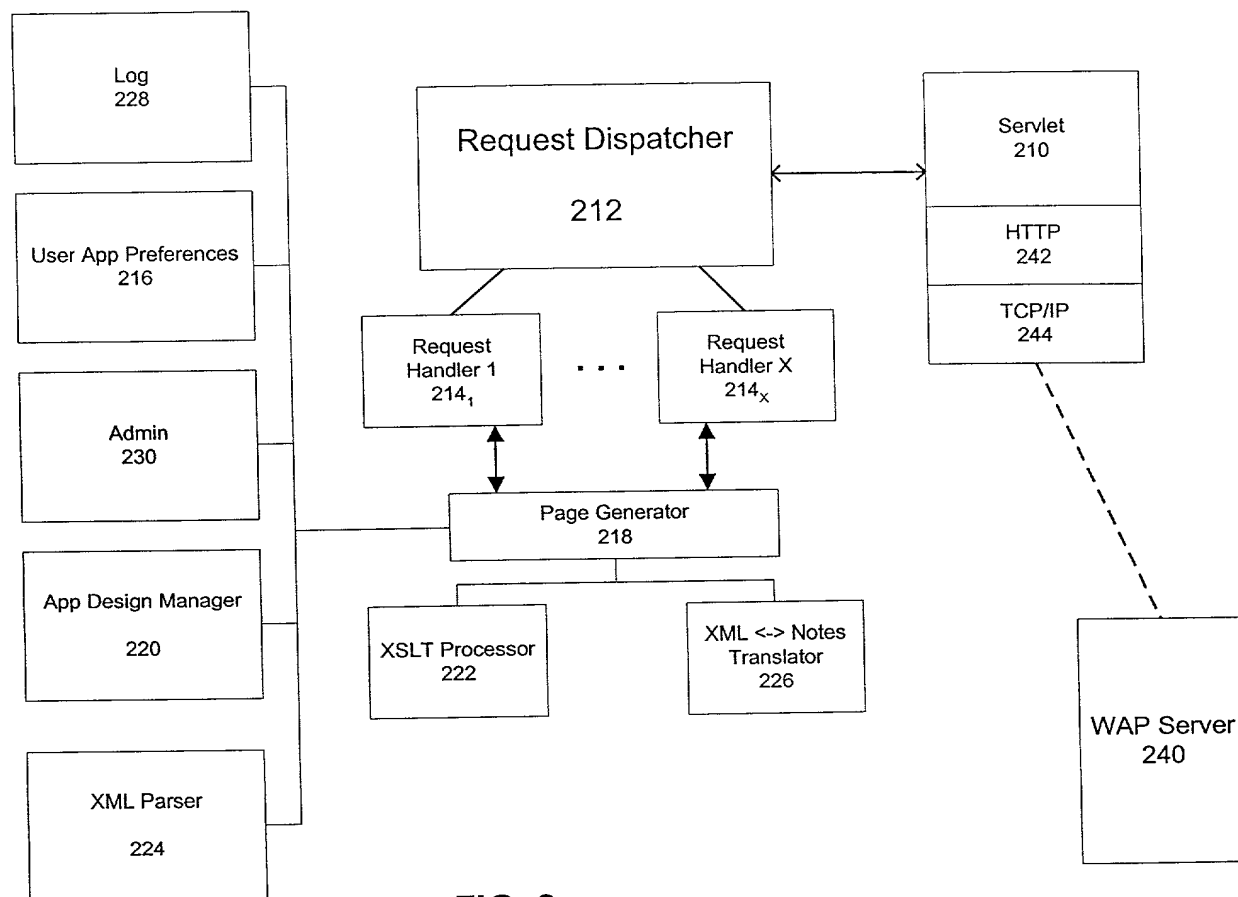 Log
228
User App Preferences
216
Admin
230
App Design Manager
220
XML Parser
224
Request Dispatcher
212
Request
Handler 1
214₁
. . .
Request
Handler X
214ₓ
Page Generator
218
XSLT Processor
222
XML <-> Notes
Translator
226
Servlet
210
HTTP
242
TCP/IP
244
WAP Server
240